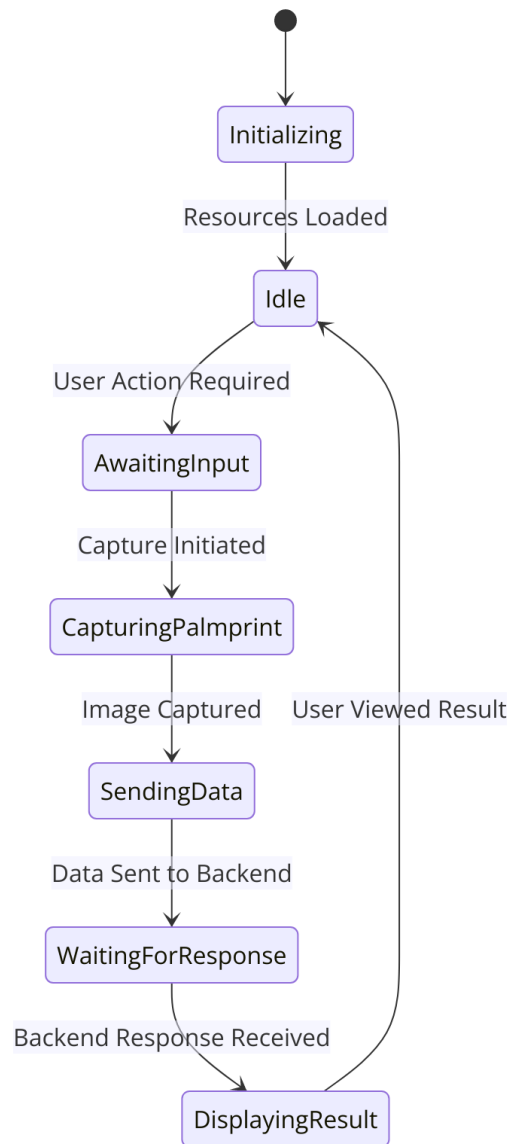 Initializing
Resources Loaded
Idle
User Action Required
AwaitingInput
Capture Initiated
CapturingPalmprint
Image Captured
User Viewed Result
SendingData
Data Sent to Backend
WaitingForResponse
Backend Response Received
DisplayingResult